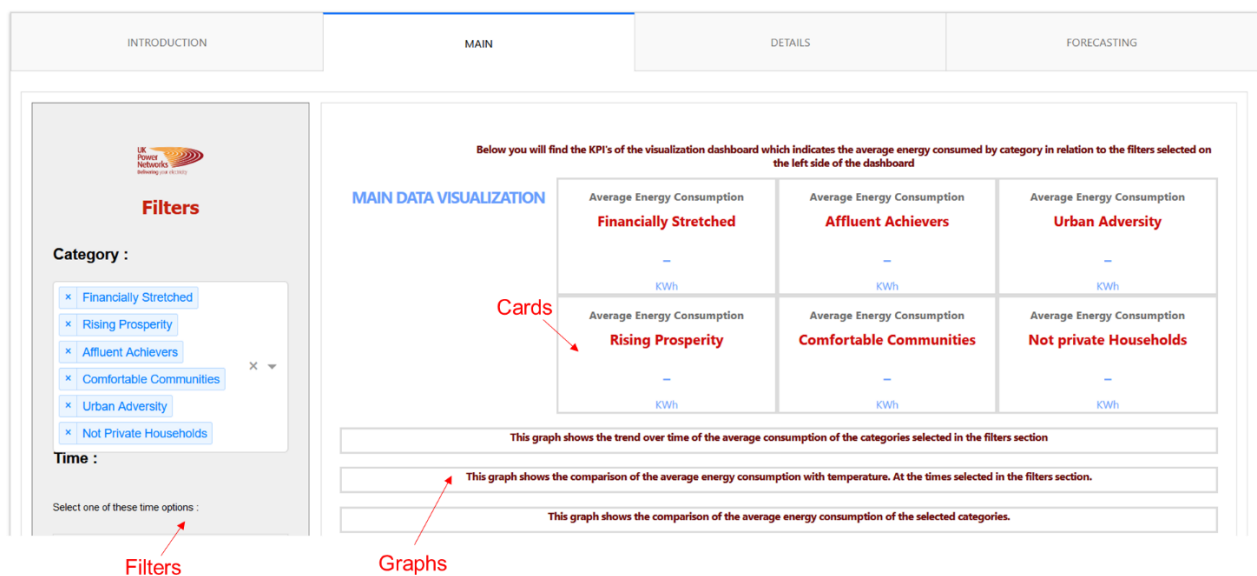 INTRODUCTION
MAIN
DETAILS
FORECASTING
UK
Power
Networks
Filters
Category :
× Financially Stretched
× Rising Prosperity
× Affluent Achievers
× Comfortable Communities
× Urban Adversity
× Not Private Households
×
Time :
Select one of these time options :
Filters
Below you will find the KPI's of the visualization dashboard which indicates the average energy consumed by category in relation to the filters selected on
the left side of the dashboard
MAIN DATA VISUALIZATION
Average Energy Consumption
Financially Stretched
–
KWh
Average Energy Consumption
Affluent Achievers
–
KWh
Average Energy Consumption
Urban Adversity
–
KWh
Cards
Average Energy Consumption
Rising Prosperity
–
KWh
Average Energy Consumption
Comfortable Communities
–
KWh
Average Energy Consumption
Not private Households
–
KWh
This graph shows the trend over time of the average consumption of the categories selected in the filters section
This graph shows the comparison of the average energy consumption with temperature. At the times selected in the filters section.
This graph shows the comparison of the average energy consumption of the selected categories.
Graphs